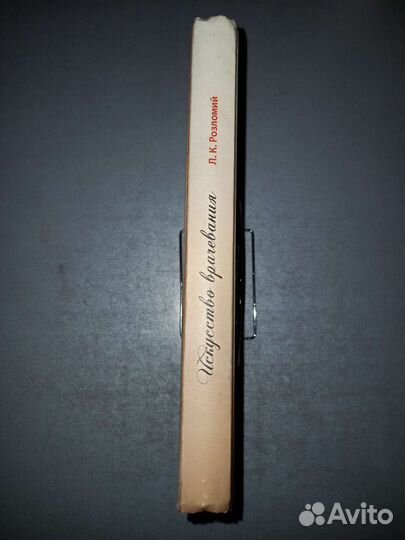 Л. К. Розломий
Искусство врачевания
Avito